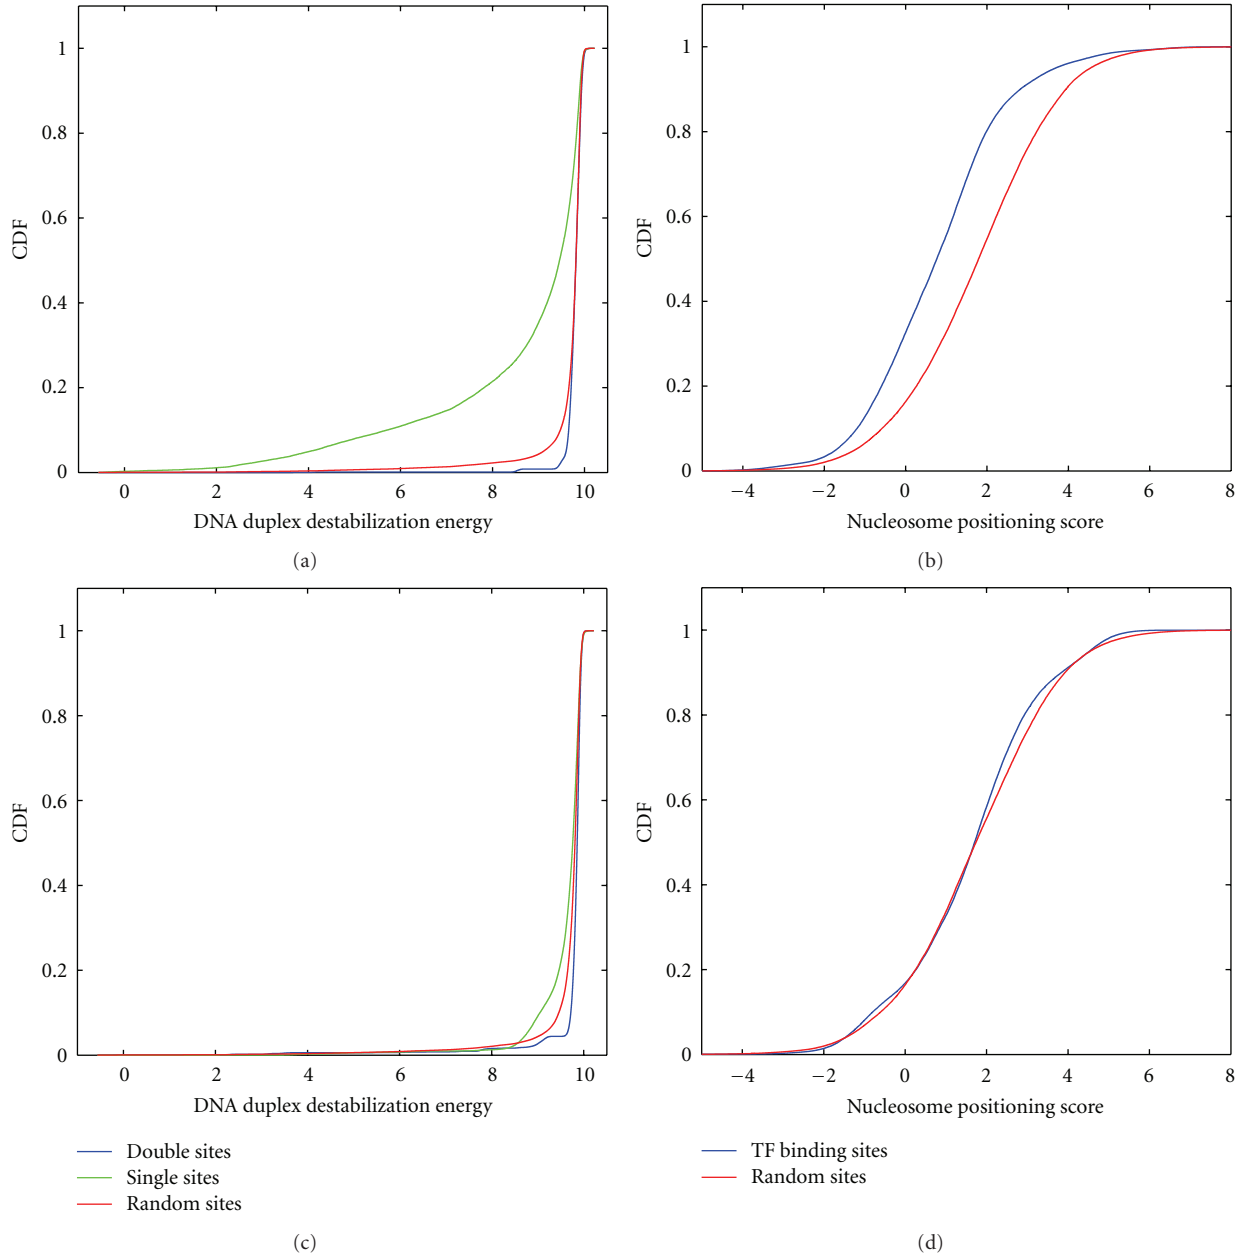 1
0.8
0.6
0.4
0.2
0
CDF
0 2 4 6 8 10
DNA duplex destabilization energy
(a)
1
0.8
0.6
0.4
0.2
0
CDF
−4 −2 0 2 4 6 8
Nucleosome positioning score
(b)
1
0.8
0.6
0.4
0.2
0
CDF
0 2 4 6 8 10
DNA duplex destabilization energy
Double sites
Single sites
Random sites
(c)
1
0.8
0.6
0.4
0.2
0
CDF
−4 −2 0 2 4 6 8
Nucleosome positioning score
TF binding sites
Random sites
(d)